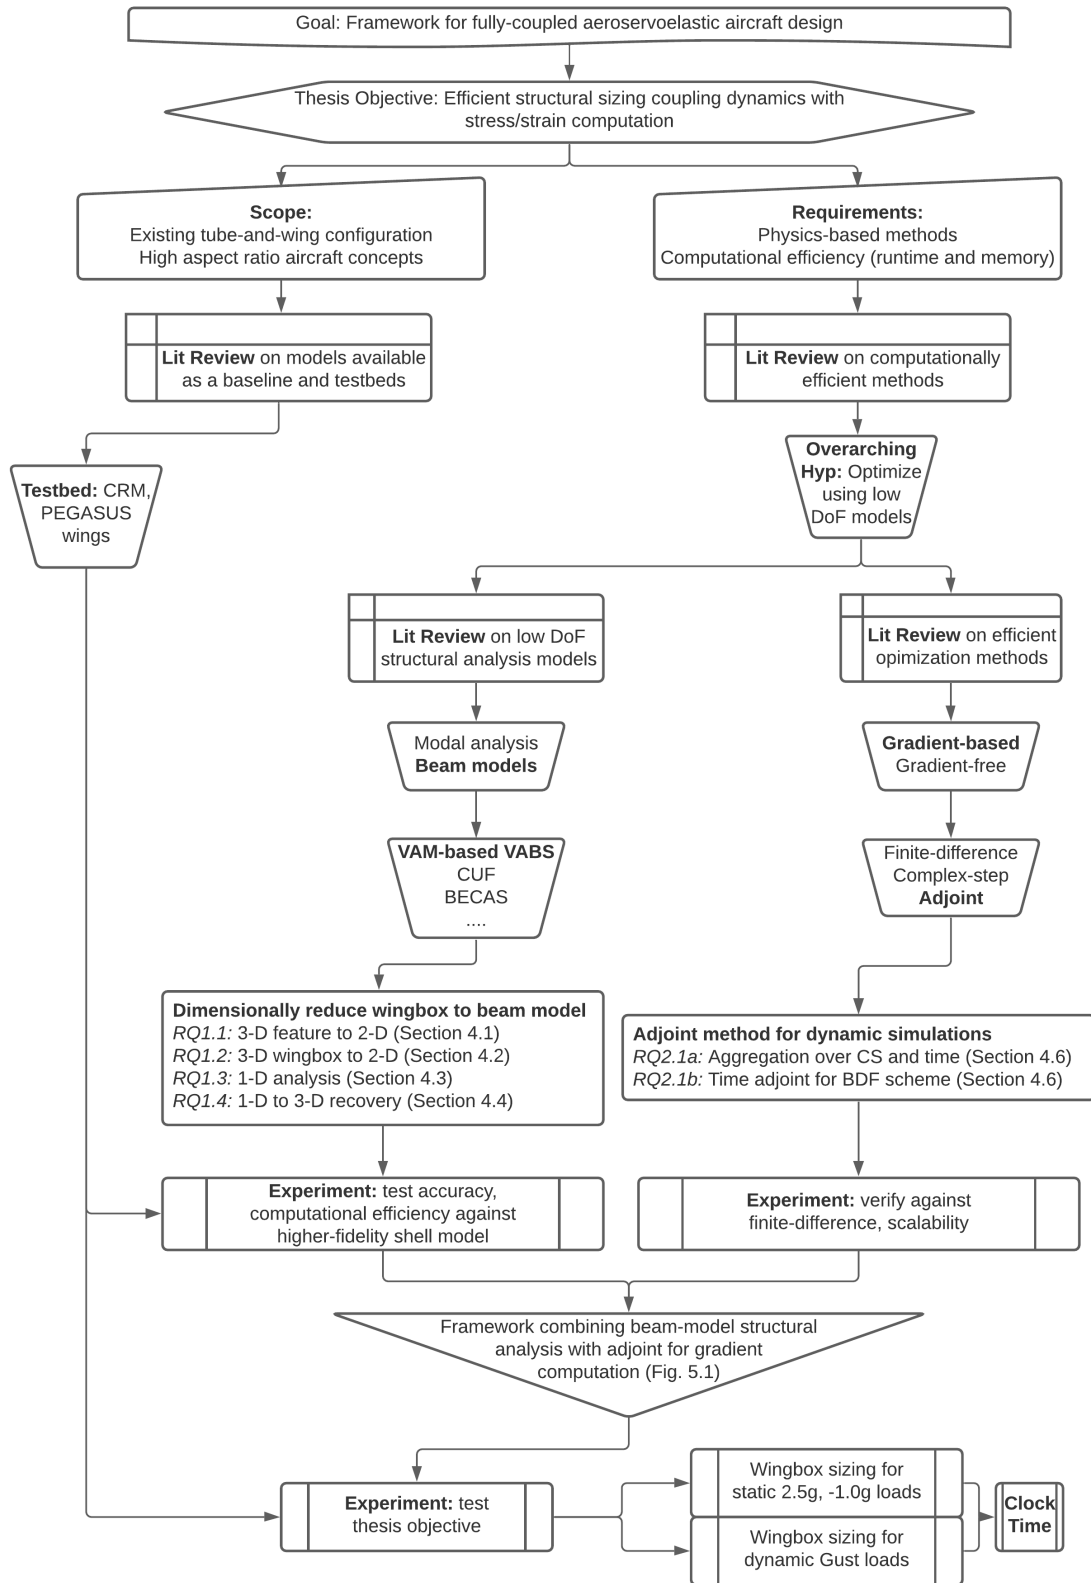 Goal: Framework for fully-coupled aeroservoelastic aircraft design
Thesis Objective: Efficient structural sizing coupling dynamics with
stress/strain computation
Scope:
Existing tube-and-wing configuration
High aspect ratio aircraft concepts
Requirements:
Physics-based methods
Computational efficiency (runtime and memory)
Lit Review on models available
as a baseline and testbeds
Lit Review on computationally
efficient methods
Testbed: CRM,
PEGASUS
wings
Overarching
Hyp: Optimize
using low
DoF models
Lit Review on low DoF
structural analysis models
Lit Review on efficient
opimization methods
Modal analysis
Beam models
Gradient-based
Gradient-free
VAM-based VABS
CUF
BECAS
....
Finite-difference
Complex-step
Adjoint
Dimensionally reduce wingbox to beam model
RQ1.1: 3-D feature to 2-D (Section 4.1)
RQ1.2: 3-D wingbox to 2-D (Section 4.2)
RQ1.3: 1-D analysis (Section 4.3)
RQ1.4: 1-D to 3-D recovery (Section 4.4)
Adjoint method for dynamic simulations
RQ2.1a: Aggregation over CS and time (Section 4.6)
RQ2.1b: Time adjoint for BDF scheme (Section 4.6)
Experiment: test accuracy,
computational efficiency against
higher-fidelity shell model
Experiment: verify against
finite-difference, scalability
Framework combining beam-model structural
analysis with adjoint for gradient
computation (Fig. 5.1)
Experiment: test
thesis objective
Wingbox sizing for
static 2.5g, -1.0g loads
Wingbox sizing for
dynamic Gust loads
Clock
Time